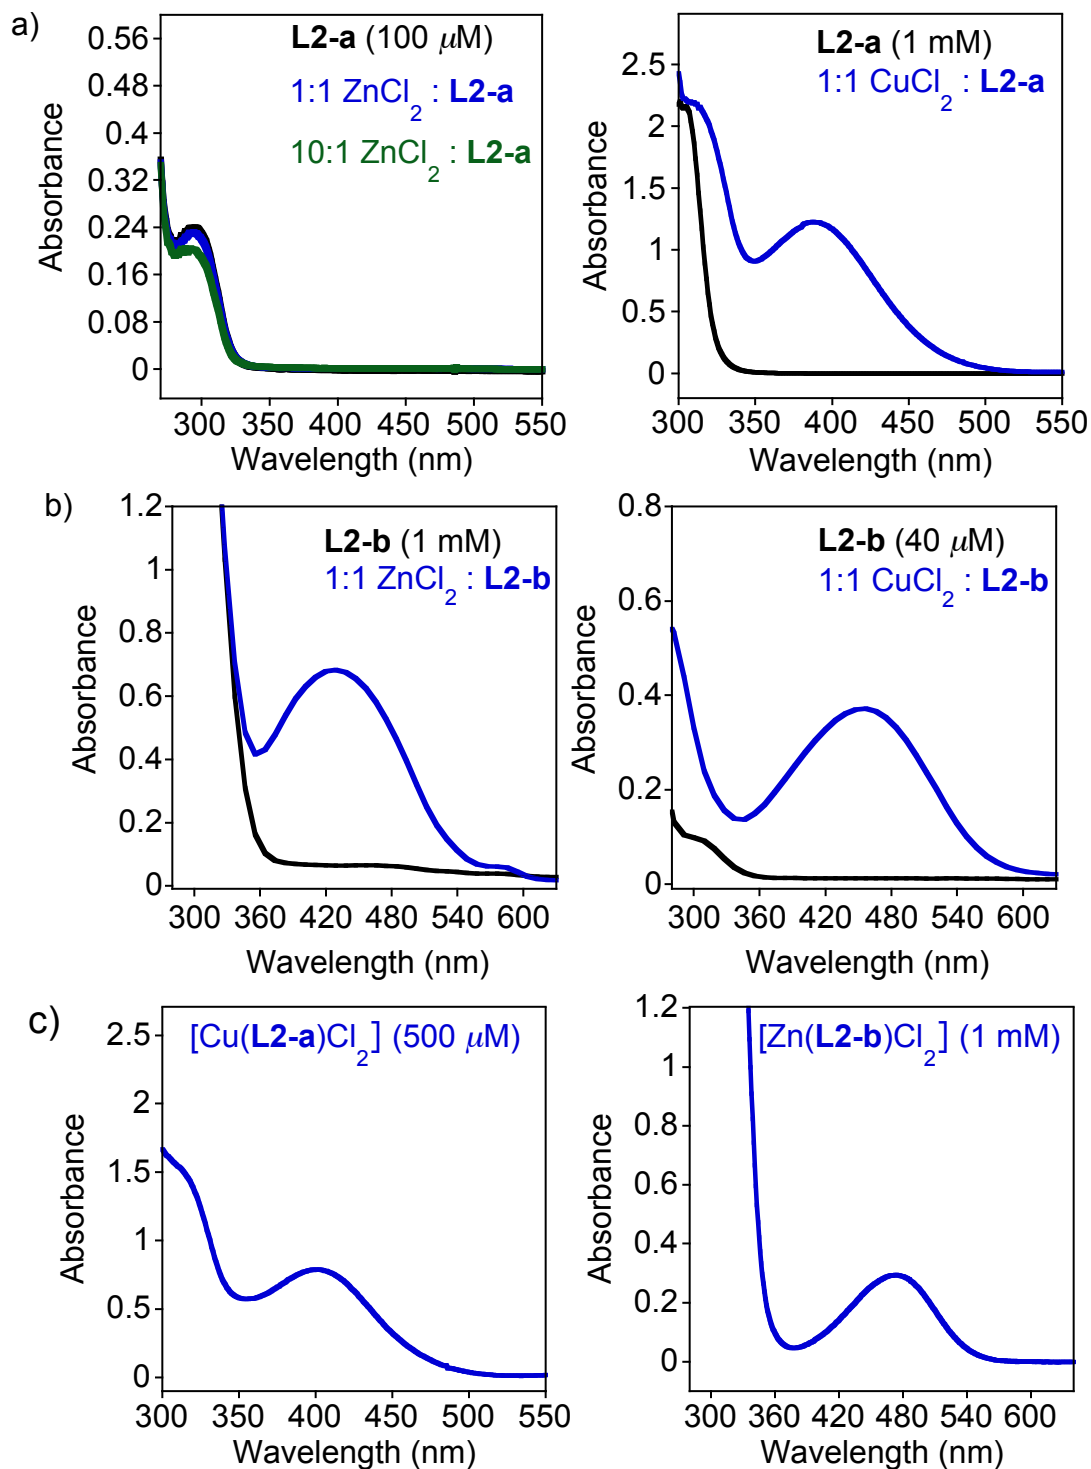 a)
L2-a (100 μM)
1:1 ZnCl2 : L2-a
10:1 ZnCl2 : L2-a
Absorbance
0.56
0.48
0.4
0.32
0.24
0.16
0.08
0
300 350 400 450 500 550
Wavelength (nm)
L2-a (1 mM)
1:1 CuCl2 : L2-a
Absorbance
2.5
2
1.5
1
0.5
0
300 350 400 450 500 550
Wavelength (nm)
b)
L2-b (1 mM)
1:1 ZnCl2 : L2-b
Absorbance
1.2
1
0.8
0.6
0.4
0.2
0
300 360 420 480 540 600
Wavelength (nm)
L2-b (40 μM)
1:1 CuCl2 : L2-b
Absorbance
0.8
0.6
0.4
0.2
0
300 360 420 480 540 600
Wavelength (nm)
c)
[Cu(L2-a)Cl2] (500 μM)
Absorbance
2.5
2
1.5
1
0.5
0
300 350 400 450 500 550
Wavelength (nm)
[Zn(L2-b)Cl2] (1 mM)
Absorbance
1.2
1
0.8
0.6
0.4
0.2
0
300 360 420 480 540 600
Wavelength (nm)